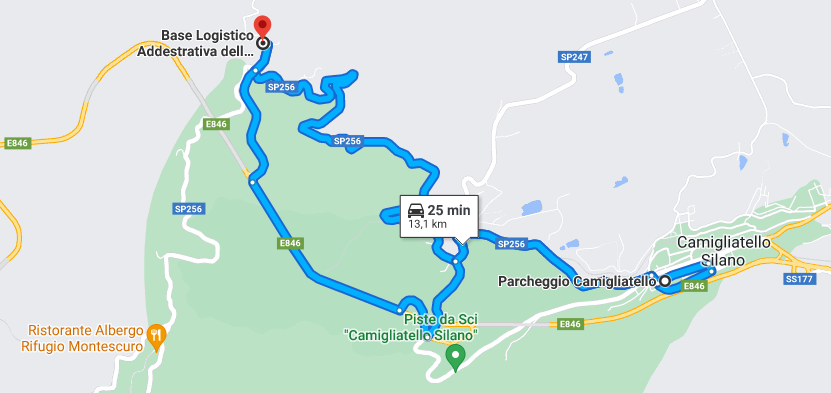 Base Logistico
Addestrativa dell...
SP247
SP256
E846
E846
SP256
SP256
25 min
13,1 km
E846
SP256
Camigliatello
Silano
Parcheggio Camigliatello
E846
SS177
Piste da Sci
"Camigliatello Silano"
E846
Ristorante Albergo
Rifugio Montescuro